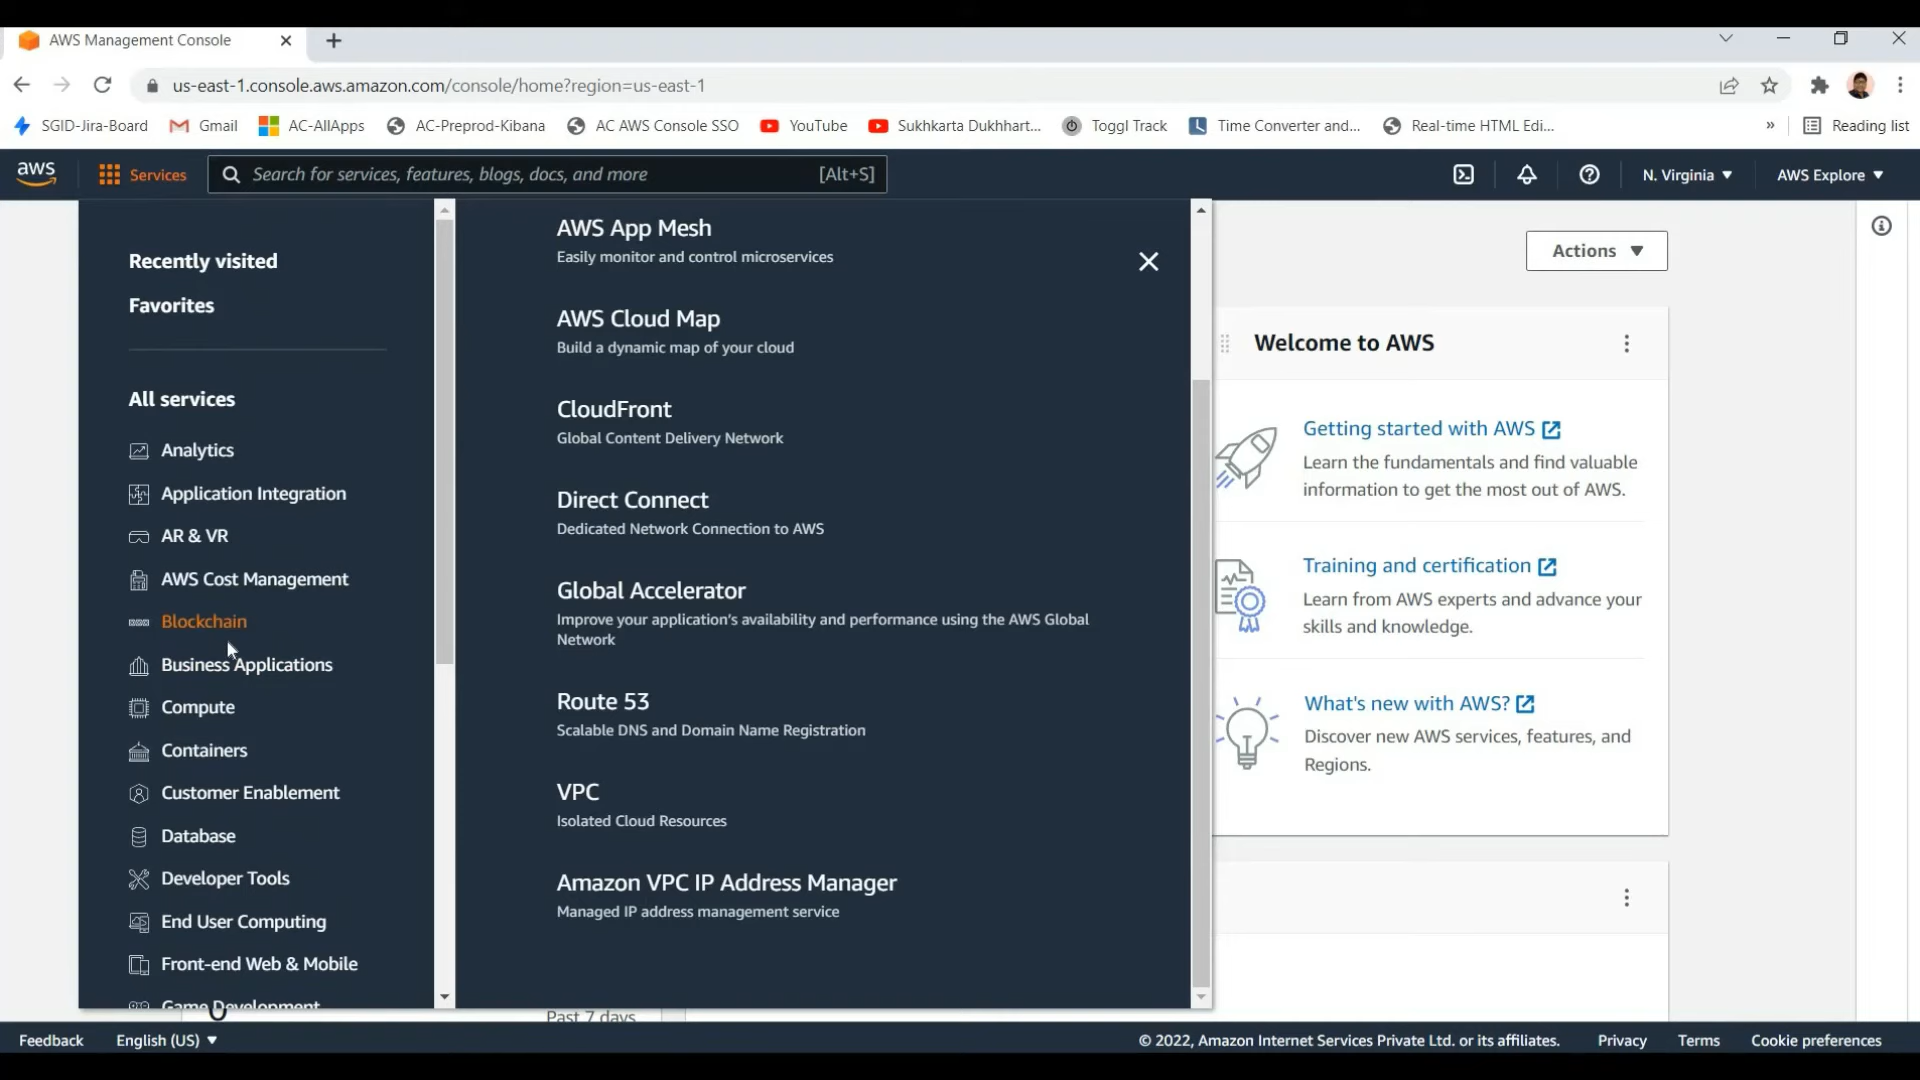 AWS Management Console
us-east-1.console.aws.amazon.com/console/home?region=us-east-1
SGID-Jira-Board
Gmail
AC-AllApps
AC-Preprod-Kibana
AC AWS Console SSO
YouTube
Sukhkarta Dukhhart...
Toggl Track
Time Converter and...
Real-time HTML Edi...
»
Reading list
aws
Services
Search for services, features, blogs, docs, and more
[Alt+S]
N. Virginia
AWS Explore
Recently visited
Favorites
All services
Analytics
Application Integration
AR & VR
AWS Cost Management
Blockchain
Business Applications
Compute
Containers
Customer Enablement
Database
Developer Tools
End User Computing
Front-end Web & Mobile
Game Development
AWS App Mesh
Easily monitor and control microservices
AWS Cloud Map
Build a dynamic map of your cloud
CloudFront
Global Content Delivery Network
Direct Connect
Dedicated Network Connection to AWS
Global Accelerator
Improve your application's availability and performance using the AWS Global
Network
Route 53
Scalable DNS and Domain Name Registration
VPC
Isolated Cloud Resources
Amazon VPC IP Address Manager
Managed IP address management service
Actions
Welcome to AWS
Getting started with AWS
Learn the fundamentals and find valuable
information to get the most out of AWS.
Training and certification
Learn from AWS experts and advance your
skills and knowledge.
What's new with AWS?
Discover new AWS services, features, and
Regions.
Past 7 days
Feedback
English (US)
© 2022, Amazon Internet Services Private Ltd. or its affiliates.
Privacy
Terms
Cookie preferences